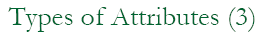 Types of Attributes (3)